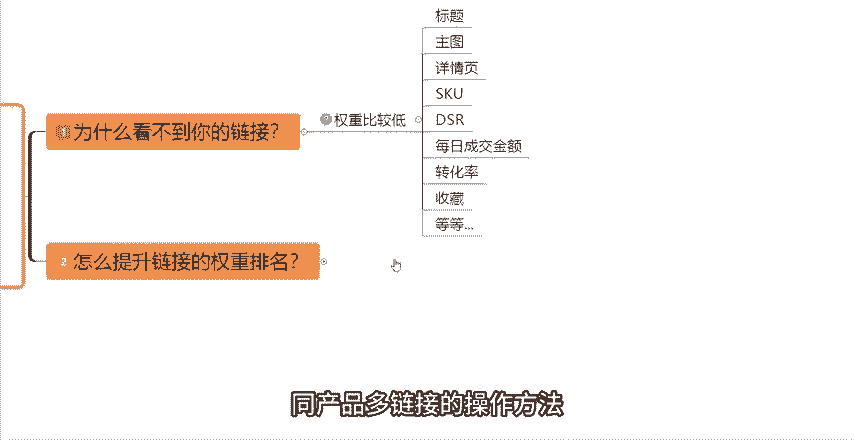 标题
主图
详情页
SKU
DSR
每日成交金额
转化率
收藏
等等...
1 为什么看不到你的链接?
权重比较低
2 怎么提升链接的权重排名?
同产品多链接的操作方法